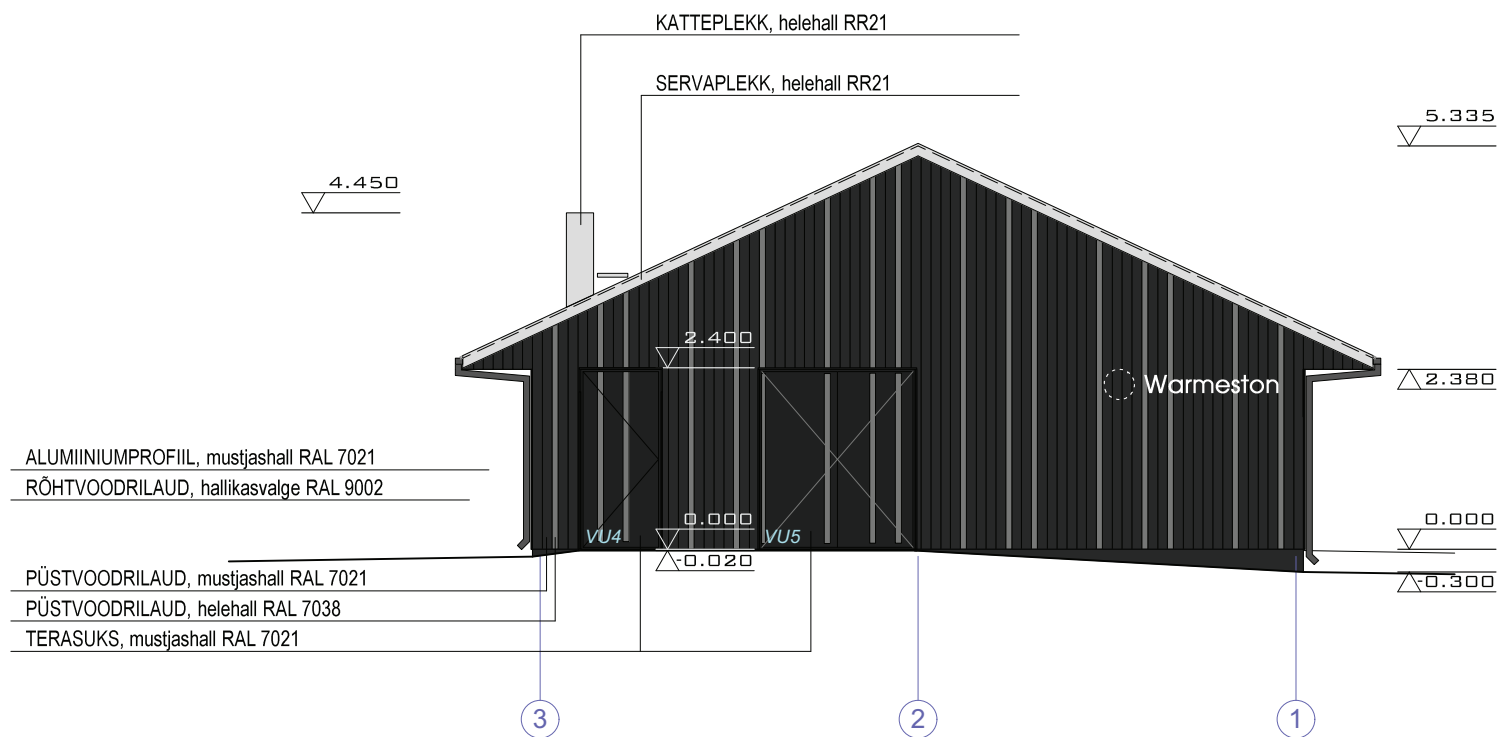 KATTEPLEKK, helehall RR21
SERVAPLEKK, helehall RR21
5.335
4.450
2.400
Warmeston
2.380
ALUMIINIUMPROFIIL, mustjashall RAL 7021
RÕHTVOODRILAUD, hallikasvalge RAL 9002
0.000
0.000
VU4
VU5
-0.020
PÜSTVOODRILAUD, mustjashall RAL 7021
-0.300
PÜSTVOODRILAUD, helehall RAL 7038
TERASUKS, mustjashall RAL 7021
3
2
1